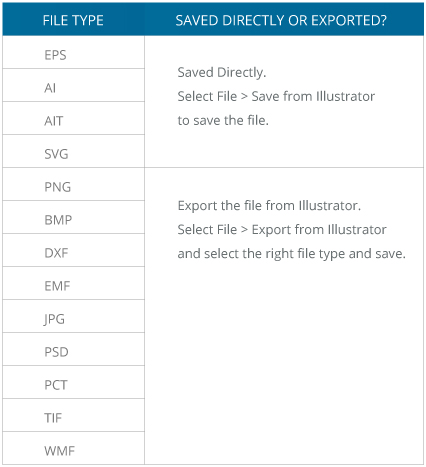 FILE TYPE SAVED DIRECTLY OR EXPORTED?
EPS
AI
AIT
SVG
Saved Directly.
Select File > Save from Illustrator
to save the file.
PNG
BMP
DXF
EMF
JPG
PSD
PCT
TIF
WMF
Export the file from Illustrator.
Select File > Export from Illustrator
and select the right file type and save.